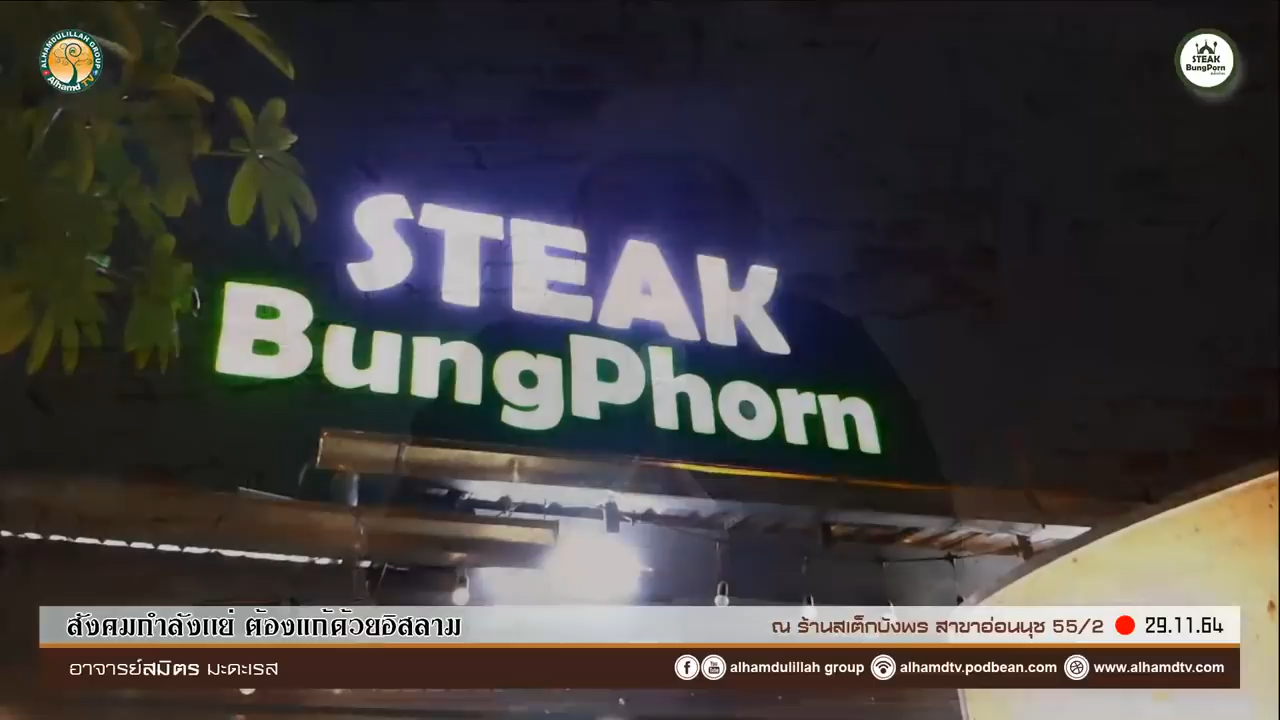 ALHAMDULILLAH GROUP
Alhamd TV
STEAK
BungPorn
STEAK
BungPhorn
สังคมกำลังแย่ ต้องแก้ด้วยอิสลาม
ณ ร้านสเต็กบังพร สาขาอ่อนนุช 55/2
29.11.64
อาจารย์สมิตร มะดะเรส
alhamdulillah group
alhamdtv.podbean.com
www.alhamdtv.com